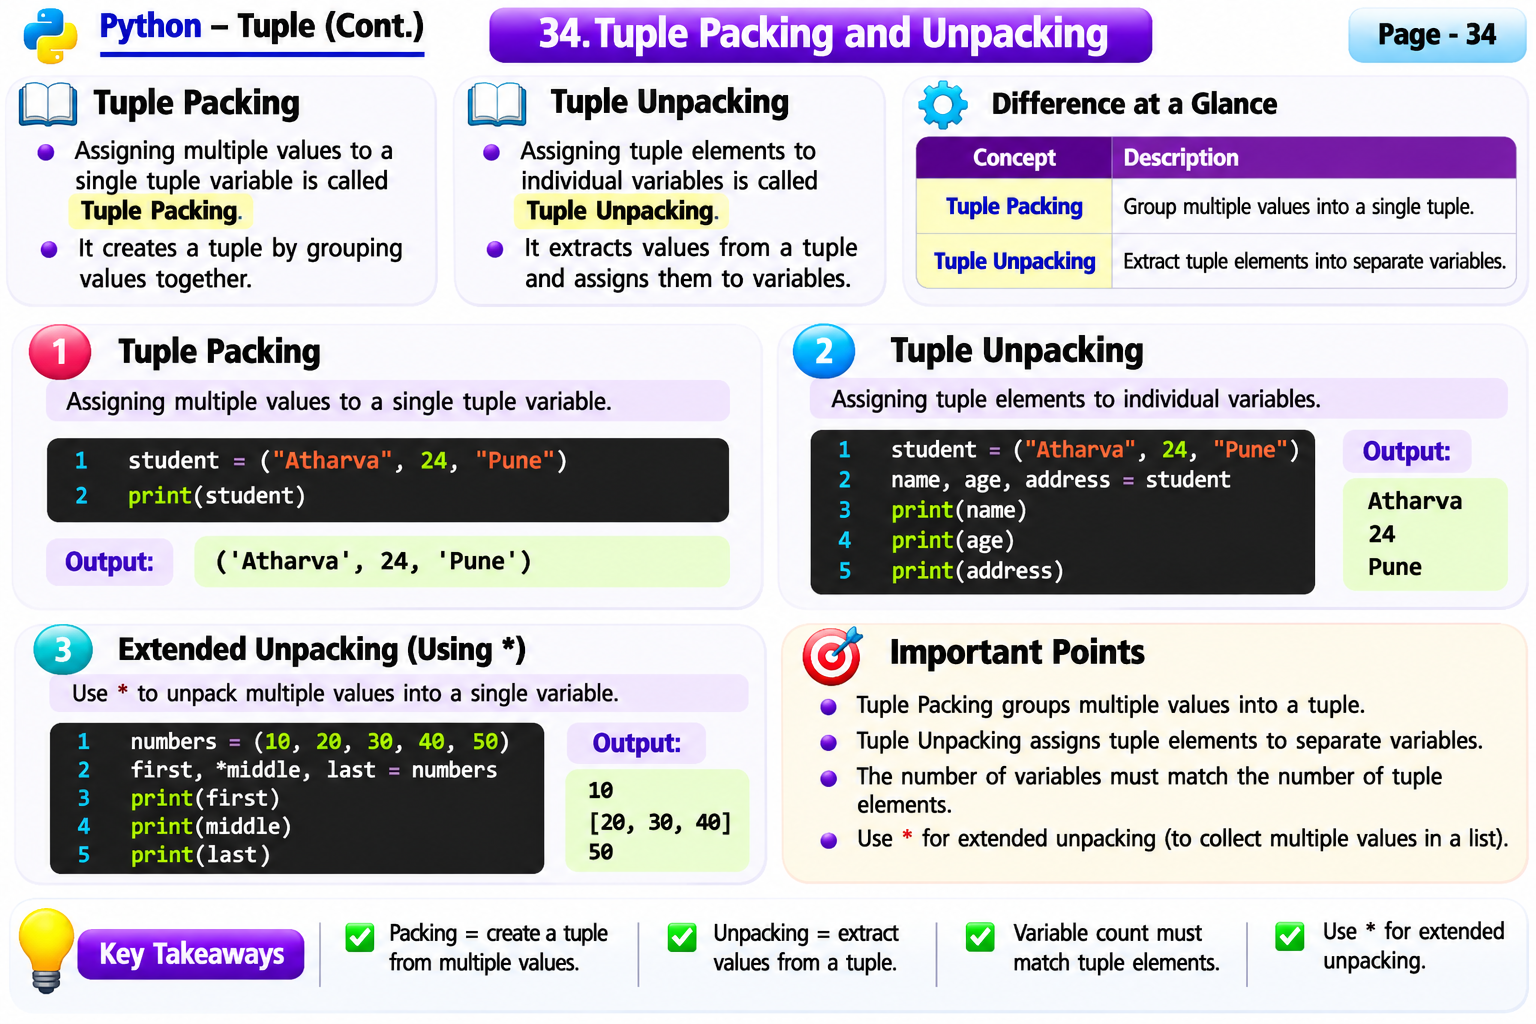 Python – Tuple (Cont.)
34.Tuple Packing and Unpacking
Page - 34
Tuple Packing
Assigning multiple values to a
single tuple variable is called
Tuple Packing.
It creates a tuple by grouping
values together.
Tuple Unpacking
Assigning tuple elements to
individual variables is called
Tuple Unpacking.
It extracts values from a tuple
and assigns them to variables.
Difference at a Glance
Concept Description
Tuple Packing Group multiple values into a single tuple.
Tuple Unpacking Extract tuple elements into separate variables.
1 Tuple Packing
Assigning multiple values to a single tuple variable.
1 student = ("Atharva", 24, "Pune")
2 print(student)
Output: ('Atharva', 24, 'Pune')
2 Tuple Unpacking
Assigning tuple elements to individual variables.
1 student = ("Atharva", 24, "Pune")
2 name, age, address = student
3 print(name)
4 print(age)
5 print(address)
Output:
Atharva
24
Pune
3 Extended Unpacking (Using *)
Use * to unpack multiple values into a single variable.
1 numbers = (10, 20, 30, 40, 50)
2 first, *middle, last = numbers
3 print(first)
4 print(middle)
5 print(last)
Output:
10
[20, 30, 40]
50
Important Points
Tuple Packing groups multiple values into a tuple.
Tuple Unpacking assigns tuple elements to separate variables.
The number of variables must match the number of tuple
elements.
Use * for extended unpacking (to collect multiple values in a list).
Key Takeaways
Packing = create a tuple
from multiple values.
Unpacking = extract
values from a tuple.
Variable count must
match tuple elements.
Use * for extended
unpacking.